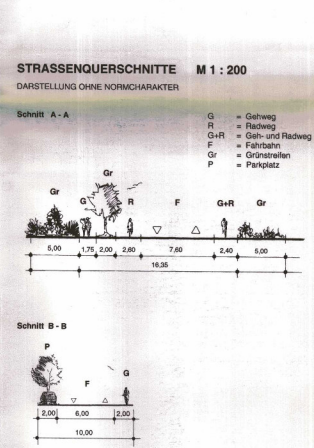 STRASSENQUERSCHNITTE M 1 : 200
DARSTELLUNG OHNE NORMCHARAKTER
Schnitt A - A
G = Gehweg
R = Radweg
G+R = Geh- und Radweg
F = Fahrbahn
Gr = Grünstreifen
P = Parkplatz
Gr G Gr R F G+R Gr
5,00 1,75 2,00 2,60 7,60 2,40 5,00
16,35
Schnitt B - B
P F G
2,00 6,00 2,00
10,00